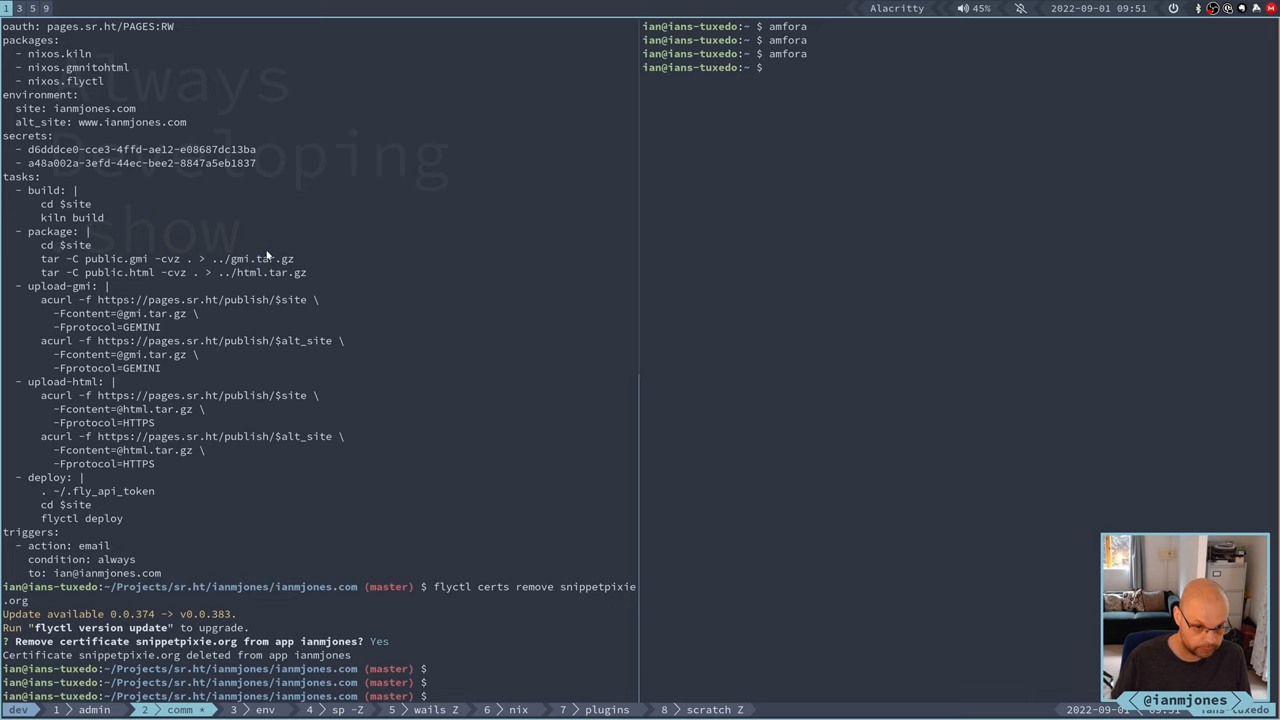 1 3 5 9
Alacritty
45%
2022-09-01 09:51
oauth: pages.sr.ht/PAGES:RW
packages:
- nixos.kiln
- nixos.gmnitohtml
- nixos.flyctl
environment:
site: ianmjones.com
alt_site: www.ianmjones.com
secrets:
- d6dddce0-cce3-4ffd-ae12-e08687dc13ba
- a48a002a-3efd-44ec-bee2-8847a5eb1837
tasks:
- build: |
cd $site
kiln build
- package: |
cd $site
tar -C public.gmi -cvz . > ../gmi.tar.gz
tar -C public.html -cvz . > ../html.tar.gz
- upload-gmi: |
acurl -f https://pages.sr.ht/publish/$site \
-Fcontent=@gmi.tar.gz \
-Fprotocol=GEMINI
acurl -f https://pages.sr.ht/publish/$alt_site \
-Fcontent=@gmi.tar.gz \
-Fprotocol=GEMINI
- upload-html: |
acurl -f https://pages.sr.ht/publish/$site \
-Fcontent=@html.tar.gz \
-Fprotocol=HTTPS
acurl -f https://pages.sr.ht/publish/$alt_site \
-Fcontent=@html.tar.gz \
-Fprotocol=HTTPS
- deploy: |
. ~/.fly_api_token
cd $site
flyctl deploy
triggers:
- action: email
condition: always
to: ian@ianmjones.com
ian@ians-tuxedo:~/Projects/sr.ht/ianmjones/ianmjones.com (master) $ flyctl certs remove snippetpixie
.org
Update available 0.0.374 -> v0.0.383.
Run "flyctl version update" to upgrade.
? Remove certificate snippetpixie.org from app ianmjones? Yes
Certificate snippetpixie.org deleted from app ianmjones
ian@ians-tuxedo:~/Projects/sr.ht/ianmjones/ianmjones.com (master) $
ian@ians-tuxedo:~/Projects/sr.ht/ianmjones/ianmjones.com (master) $
ian@ians-tuxedo:~/Projects/sr.ht/ianmjones/ianmjones.com (master) $
ian@ians-tuxedo:~ $ amfora
ian@ians-tuxedo:~ $ amfora
ian@ians-tuxedo:~ $ amfora
ian@ians-tuxedo:~ $
Always
Developing
show
@ianmjones
dev 1 admin 2 comm * 3 env 4 sp -Z 5 wails Z 6 nix 7 plugins 8 scratch Z